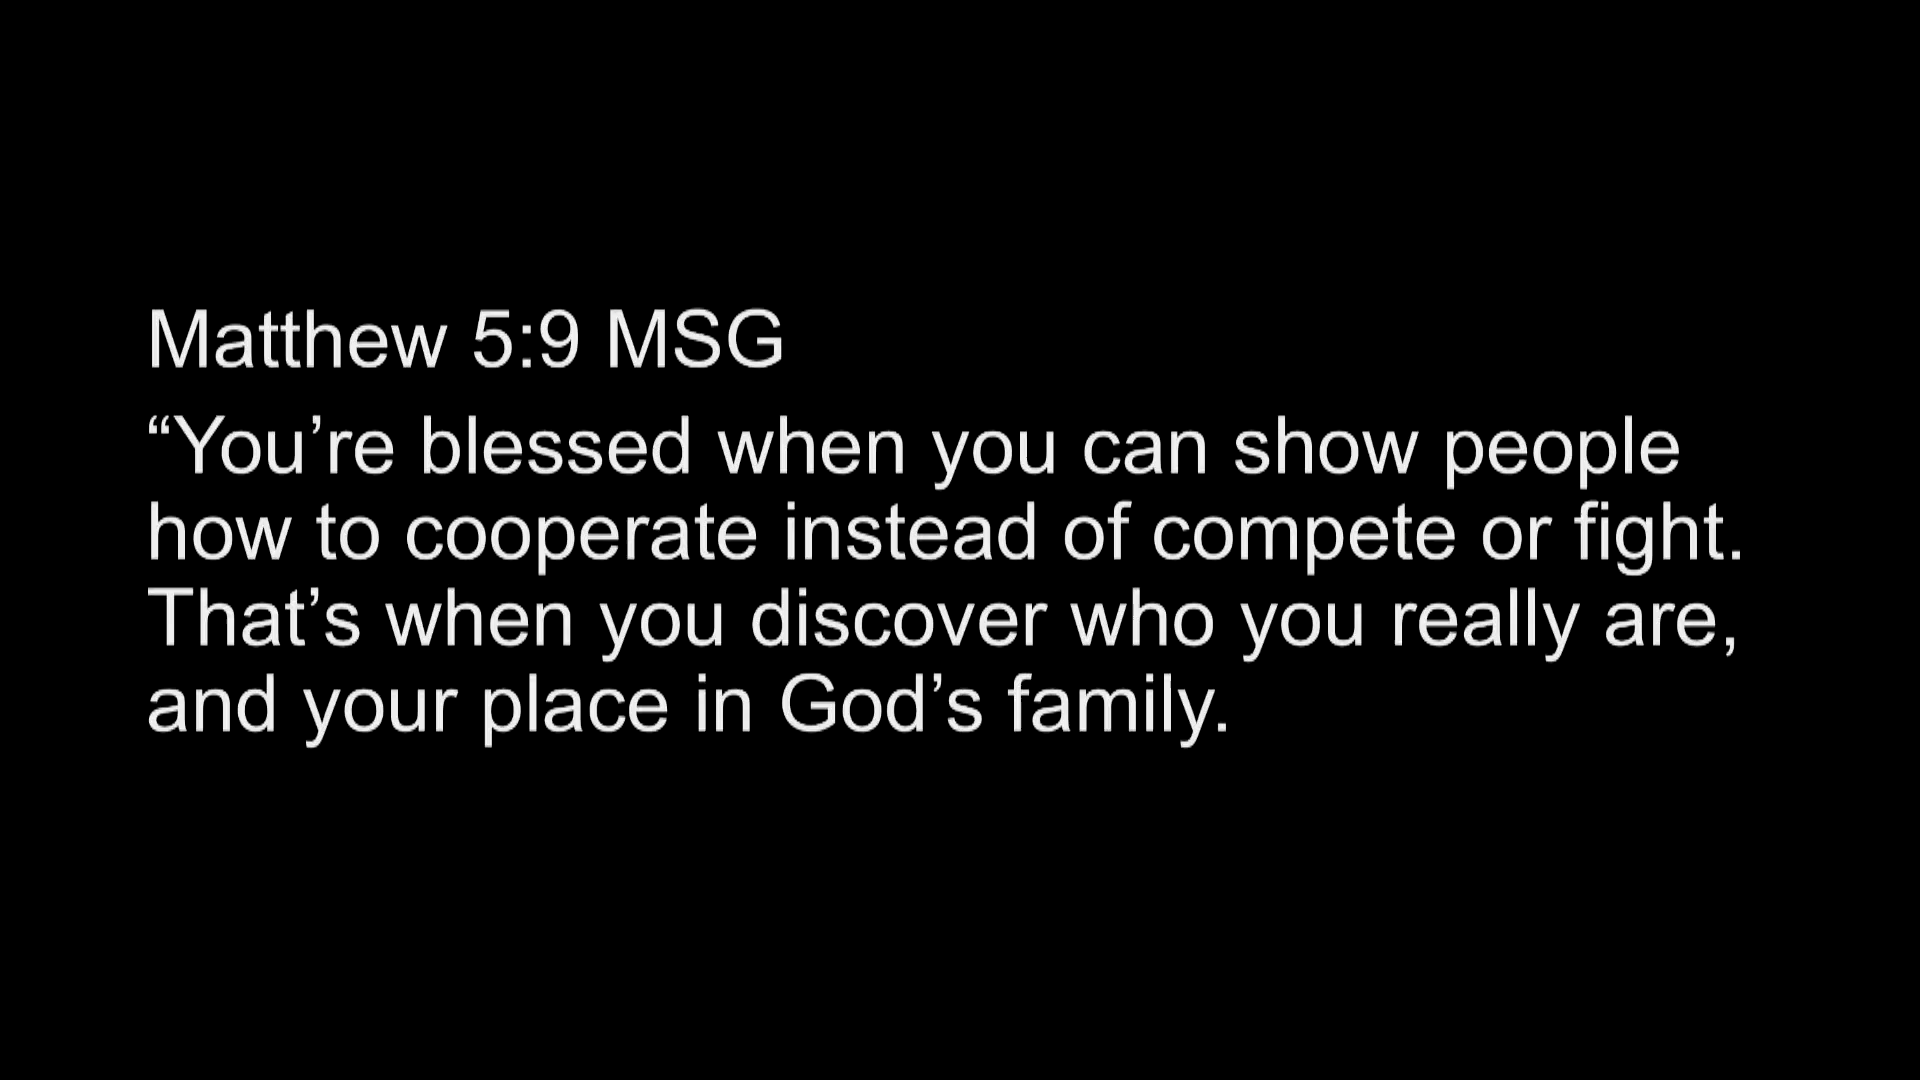 Matthew 5:9 MSG
“You’re blessed when you can show people
how to cooperate instead of compete or fight.
That’s when you discover who you really are,
and your place in God’s family.